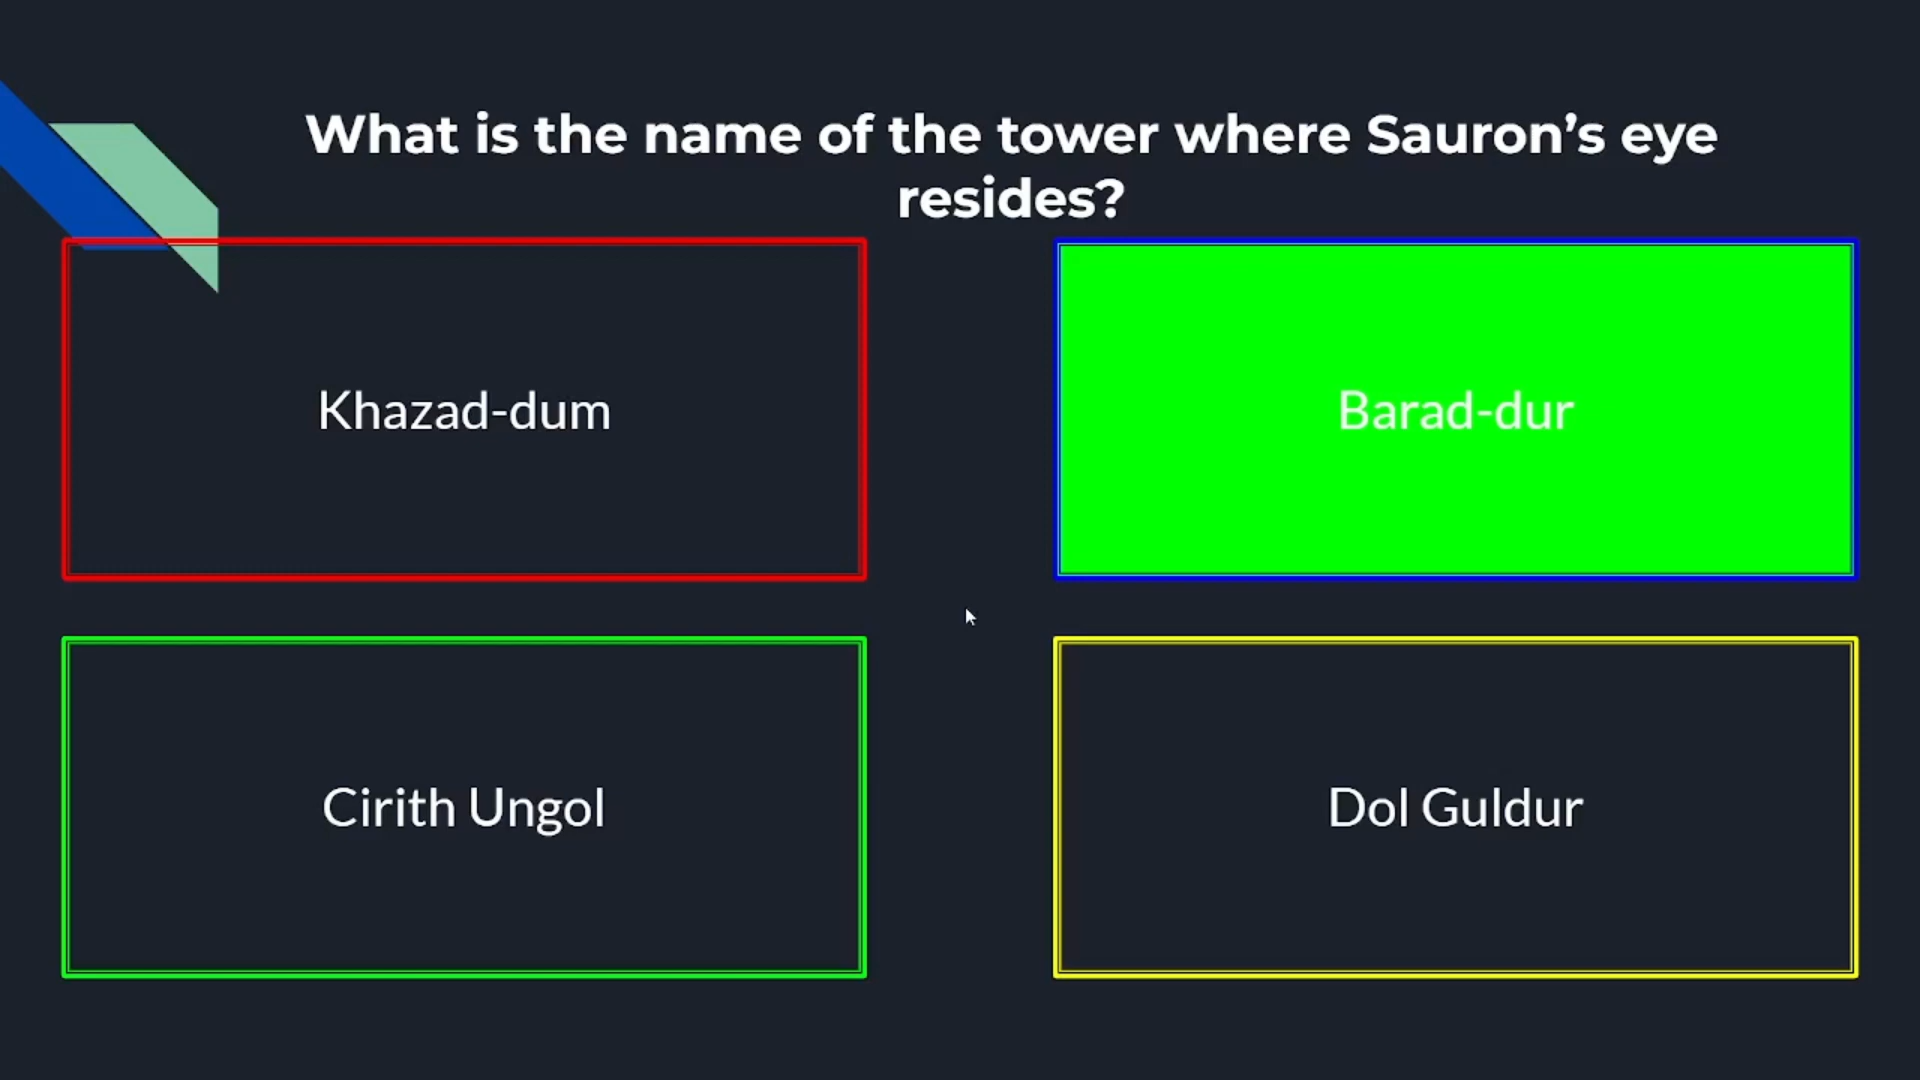 What is the name of the tower where Sauron’s eye
resides?
Khazad-dum
Barad-dur
Cirith Ungol
Dol Guldur